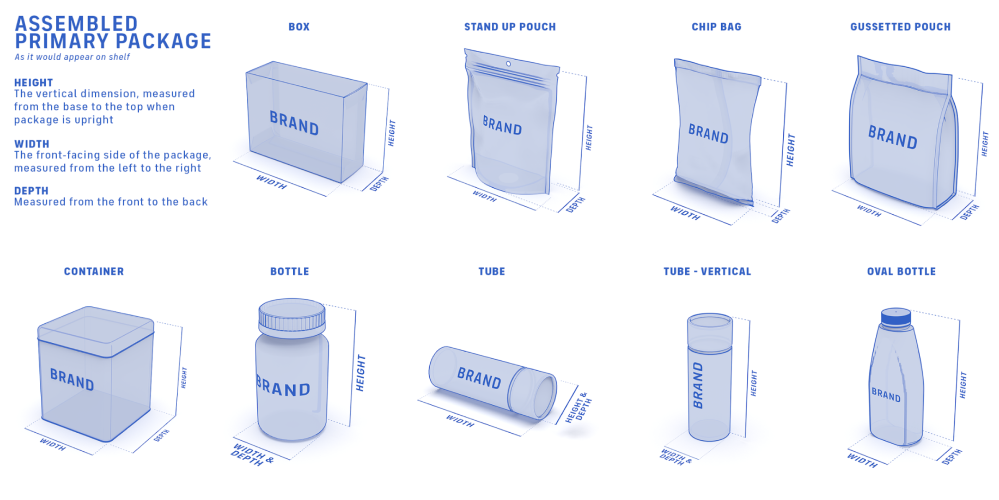 ASSEMBLED
PRIMARY PACKAGE
As it would appear on shelf
HEIGHT
The vertical dimension, measured
from the base to the top when
package is upright
WIDTH
The front-facing side of the package,
measured from the left to the right
DEPTH
Measured from the front to the back
BOX
BRAND
HEIGHT
WIDTH
DEPTH
STAND UP POUCH
BRAND
HEIGHT
WIDTH
DEPTH
CHIP BAG
BRAND
HEIGHT
WIDTH
DEPTH
GUSSETTED POUCH
BRAND
HEIGHT
WIDTH
DEPTH
CONTAINER
BRAND
HEIGHT
WIDTH
DEPTH
BOTTLE
BRAND
HEIGHT
WIDTH &
DEPTH
TUBE
BRAND
HEIGHT &
DEPTH
WIDTH
TUBE - VERTICAL
BRAND
HEIGHT
WIDTH &
DEPTH
OVAL BOTTLE
BRAND
HEIGHT
WIDTH
DEPTH